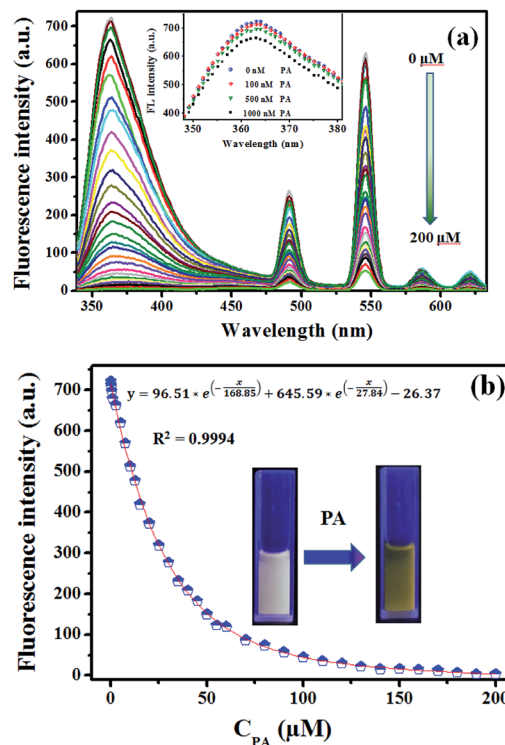 (a)
Fluorescence intensity (a.u.)
800
700
600
500
400
300
200
100
0
FL intensity (a.u.)
700
600
500
400
0 nM PA
100 nM PA
500 nM PA
1000 nM PA
350 360 370 380
Wavelength (nm)
0 μM
200 μM
350 400 450 500 550 600
Wavelength (nm)
(b)
Fluorescence intensity (a.u.)
700
600
500
400
300
200
100
0
y = 96.51 * e^(−x/168.85) + 645.59 * e^(−x/27.84) − 26.37
R² = 0.9994
PA
0 50 100 150 200
C_PA (μM)